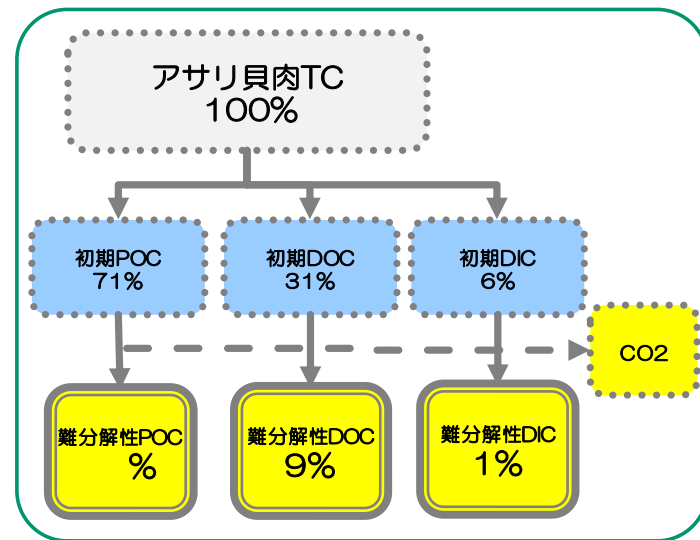 アサリ貝肉TC
100%
初期POC
71%
初期DOC
31%
初期DIC
6%
CO2
難分解性POC
%
難分解性DOC
9%
難分解性DIC
1%